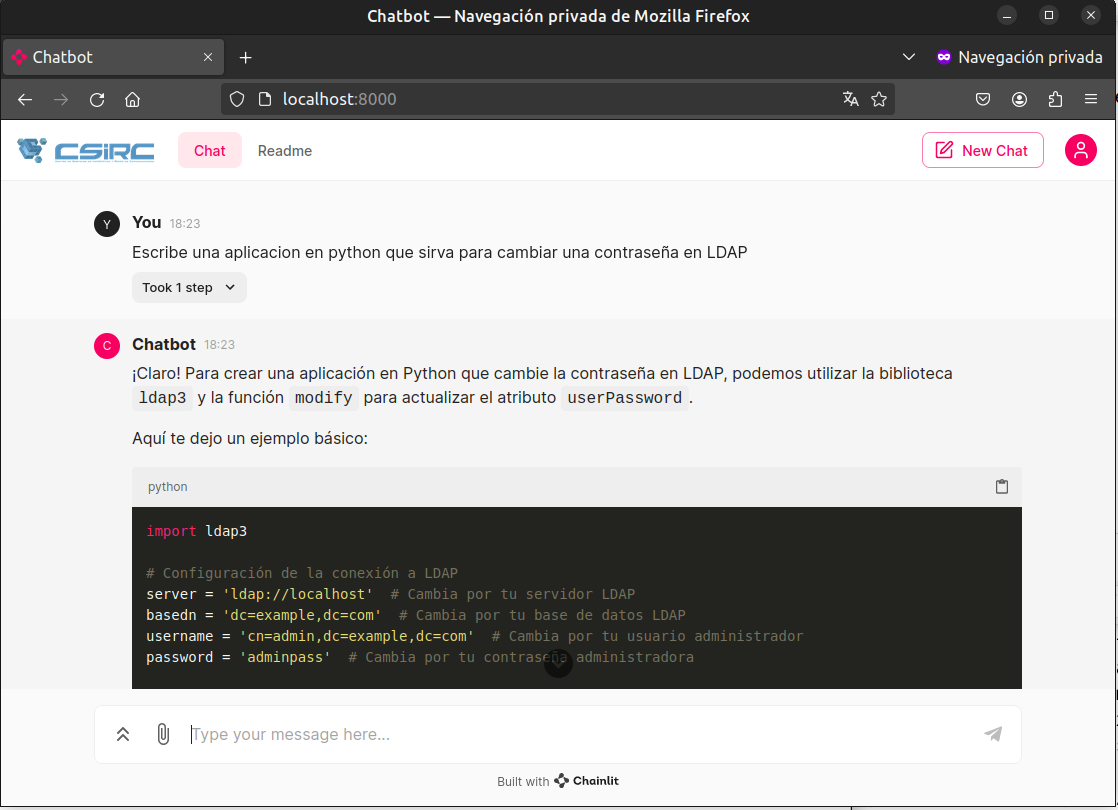 Chatbot — Navegación privada de Mozilla Firefox
Chatbot
Navegación privada
localhost:8000
CSIRC
Chat
Readme
New Chat
Y
You 18:23
Escribe una aplicacion en python que sirva para cambiar una contraseña en LDAP
Took 1 step
C
Chatbot 18:23
¡Claro! Para crear una aplicación en Python que cambie la contraseña en LDAP, podemos utilizar la biblioteca
ldap3 y la función modify para actualizar el atributo userPassword.
Aquí te dejo un ejemplo básico:
python
import ldap3
# Configuración de la conexión a LDAP
server = 'ldap://localhost'  # Cambia por tu servidor LDAP
basedn = 'dc=example,dc=com'  # Cambia por tu base de datos LDAP
username = 'cn=admin,dc=example,dc=com'  # Cambia por tu usuario administrador
password = 'adminpass'  # Cambia por tu contraseña administradora
Type your message here...
Built with Chainlit